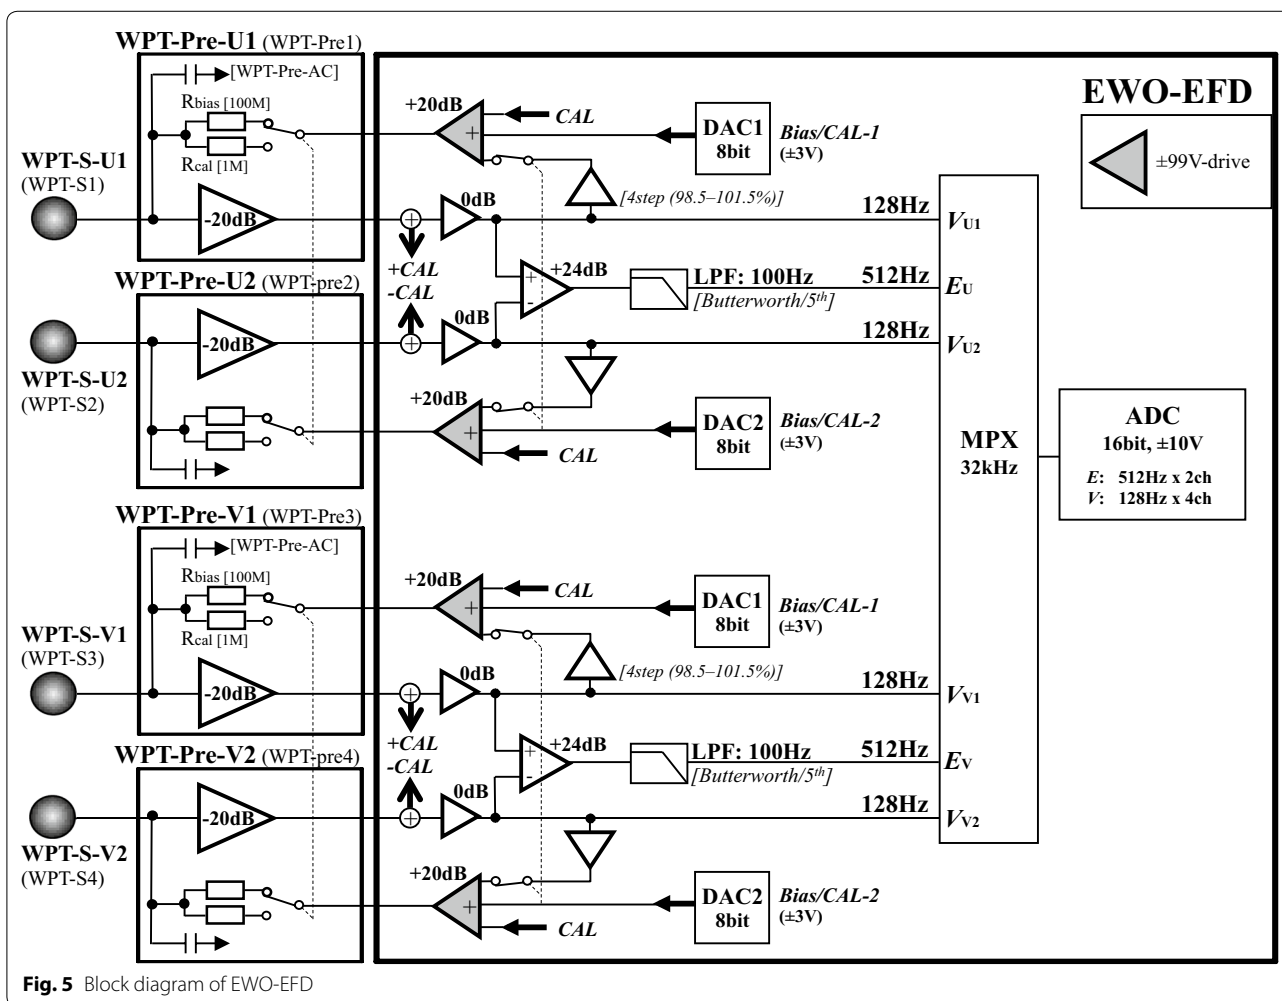 WPT-Pre-U1 (WPT-Pre1)
[WPT-Pre-AC]
Rbias [100M]
Rcal [1M]
WPT-S-U1
(WPT-S1)
-20dB
+20dB
CAL
DAC1
8bit
Bias/CAL-1
(±3V)
EWO-EFD
±99V-drive
[4step (98.5–101.5%)]
0dB
128Hz
VU1
+CAL
-CAL
+24dB
LPF: 100Hz
[Butterworth/5th]
512Hz
EU
WPT-Pre-U2 (WPT-pre2)
-20dB
WPT-S-U2
(WPT-S2)
0dB
128Hz
VU2
+20dB
CAL
DAC2
8bit
Bias/CAL-2
(±3V)
MPX
32kHz
ADC
16bit, ±10V
E: 512Hz x 2ch
V: 128Hz x 4ch
WPT-Pre-V1 (WPT-Pre3)
[WPT-Pre-AC]
Rbias [100M]
Rcal [1M]
WPT-S-V1
(WPT-S3)
-20dB
+20dB
CAL
DAC1
8bit
Bias/CAL-1
(±3V)
[4step (98.5–101.5%)]
0dB
128Hz
VV1
+CAL
-CAL
+24dB
LPF: 100Hz
[Butterworth/5th]
512Hz
EV
WPT-Pre-V2 (WPT-pre4)
-20dB
WPT-S-V2
(WPT-S4)
0dB
128Hz
VV2
+20dB
CAL
DAC2
8bit
Bias/CAL-2
(±3V)
Fig. 5 Block diagram of EWO-EFD